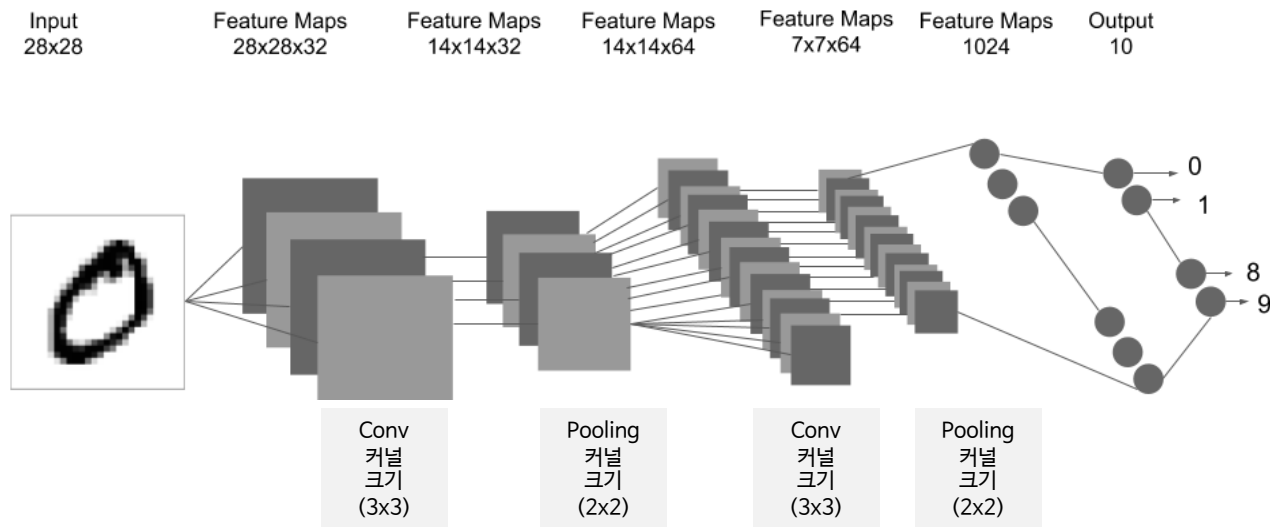 Input
28x28
Feature Maps
28x28x32
Feature Maps
14x14x32
Feature Maps
14x14x64
Feature Maps
7x7x64
Feature Maps
1024
Output
10
0
1
8
9
Conv
커널
크기
(3x3)
Pooling
커널
크기
(2x2)
Conv
커널
크기
(3x3)
Pooling
커널
크기
(2x2)